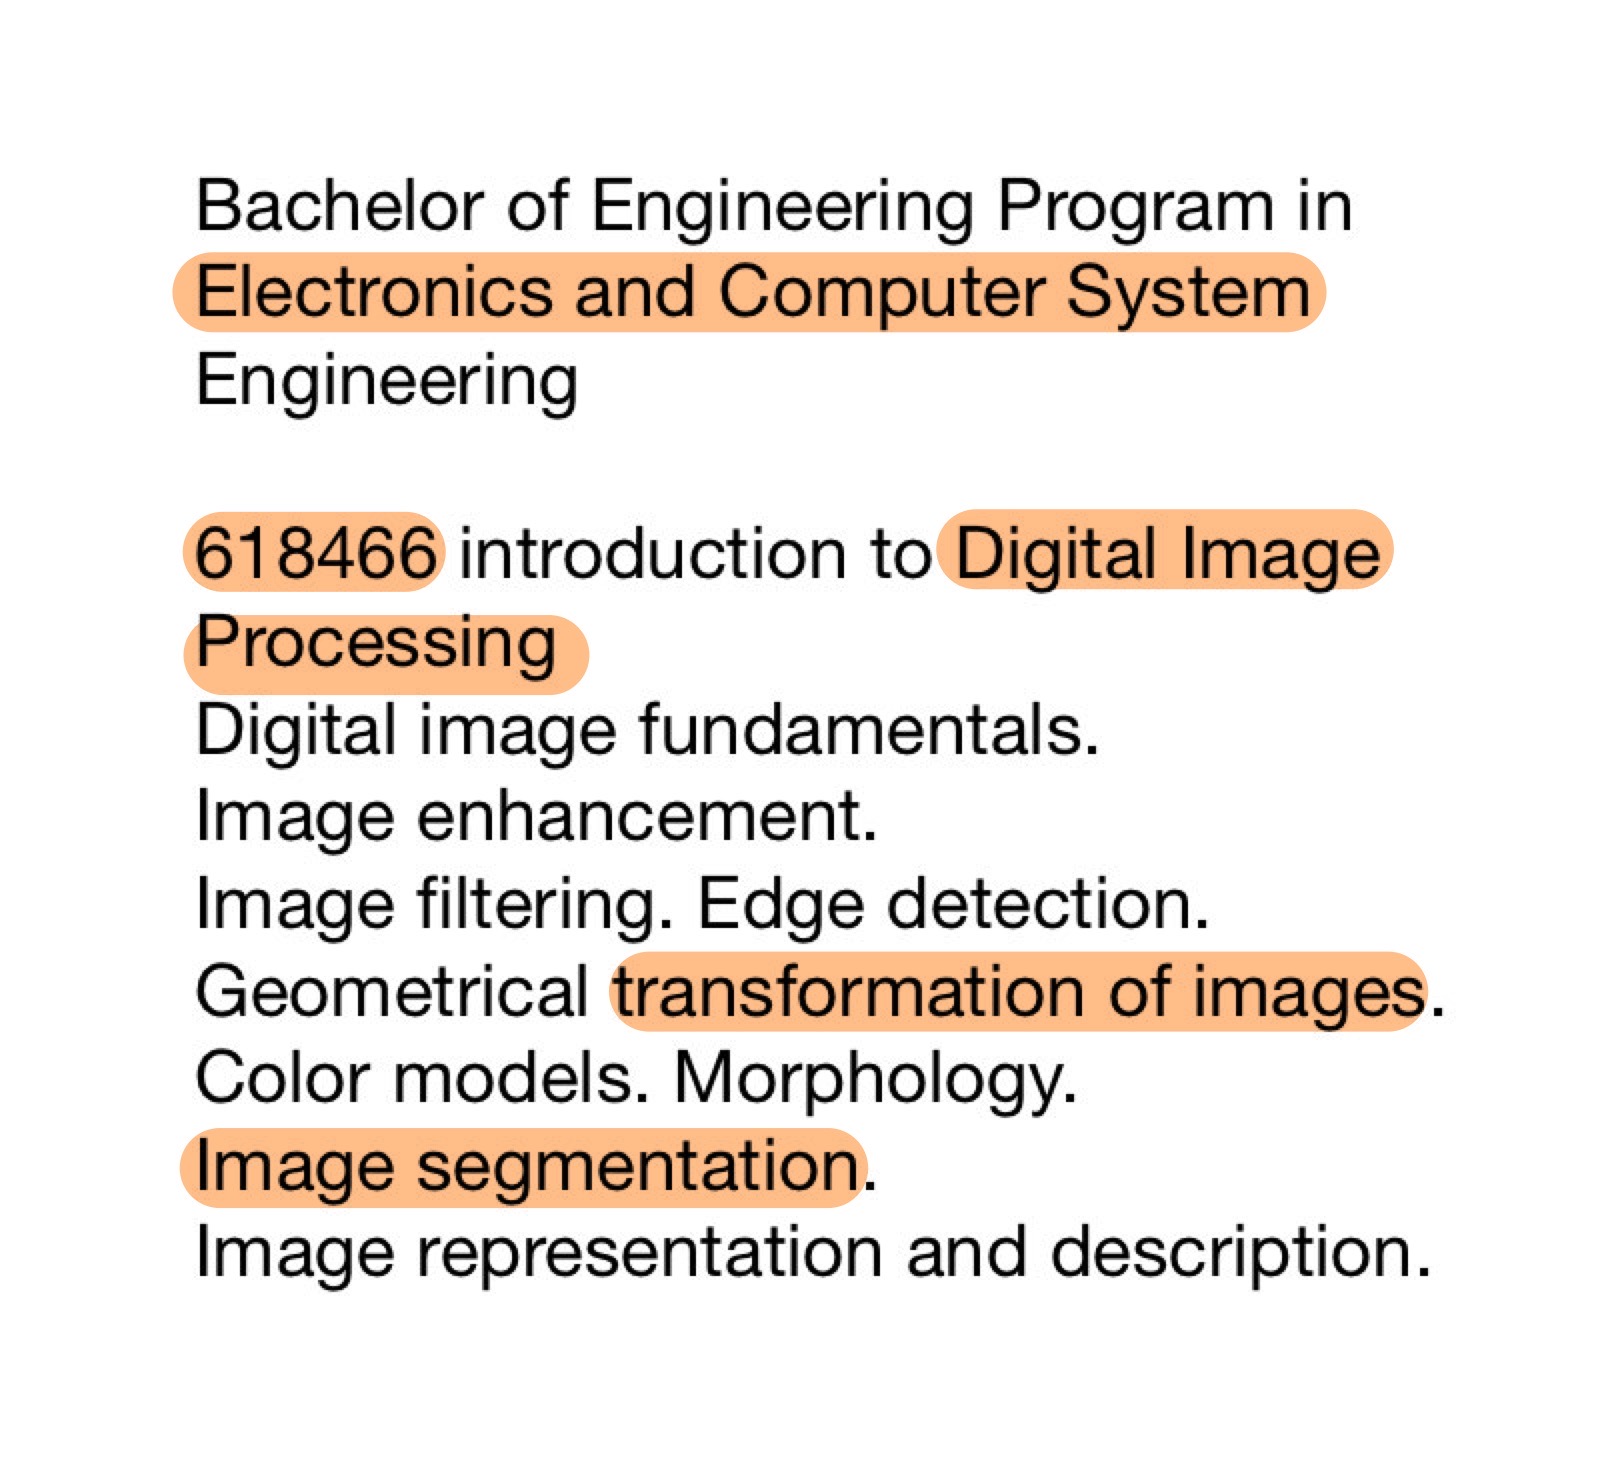 Bachelor of Engineering Program in
Electronics and Computer System
Engineering
618466 introduction to Digital Image
Processing
Digital image fundamentals.
Image enhancement.
Image filtering. Edge detection.
Geometrical transformation of images.
Color models. Morphology.
Image segmentation.
Image representation and description.